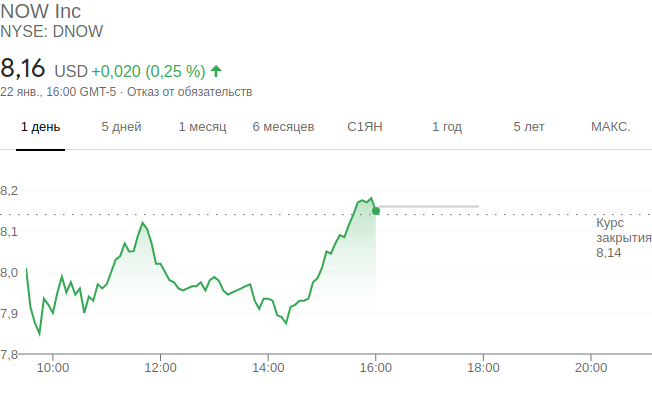 NOW Inc
NYSE: DNOW
8,16 USD +0,020 (0,25 %)
22 янв., 16:00 GMT-5 · Отказ от обязательств
1 день 5 дней 1 месяц 6 месяцев С1ЯН 1 год 5 лет МАКС.
8,2
8,1
8,0
7,9
7,8
Курс
закрытия
8,14
10:00 12:00 14:00 16:00 18:00 20:00